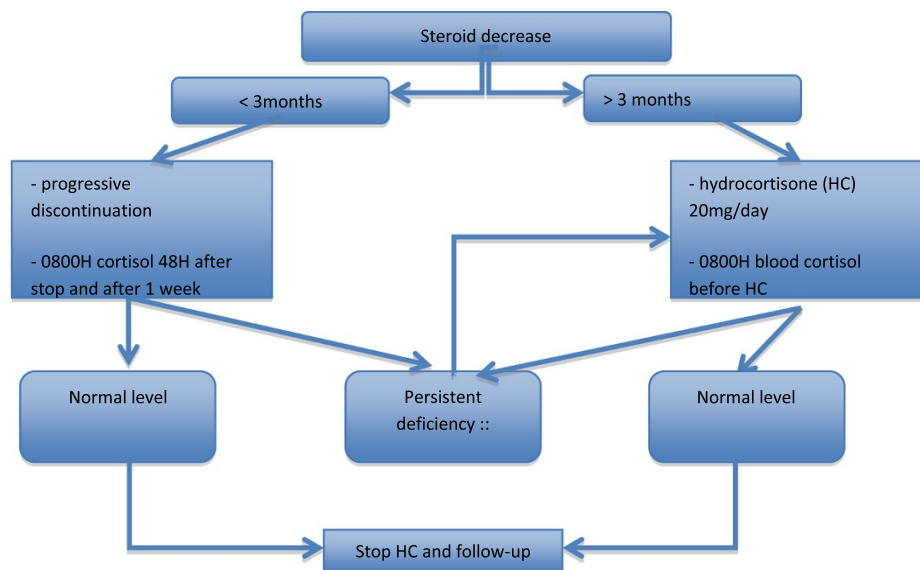 Steroid decrease
< 3months
> 3 months
- progressive
discontinuation
- 0800H cortisol 48H after
stop and after 1 week
- hydrocortisone (HC)
20mg/day
- 0800H blood cortisol
before HC
Normal level
Persistent
deficiency ::
Normal level
Stop HC and follow-up